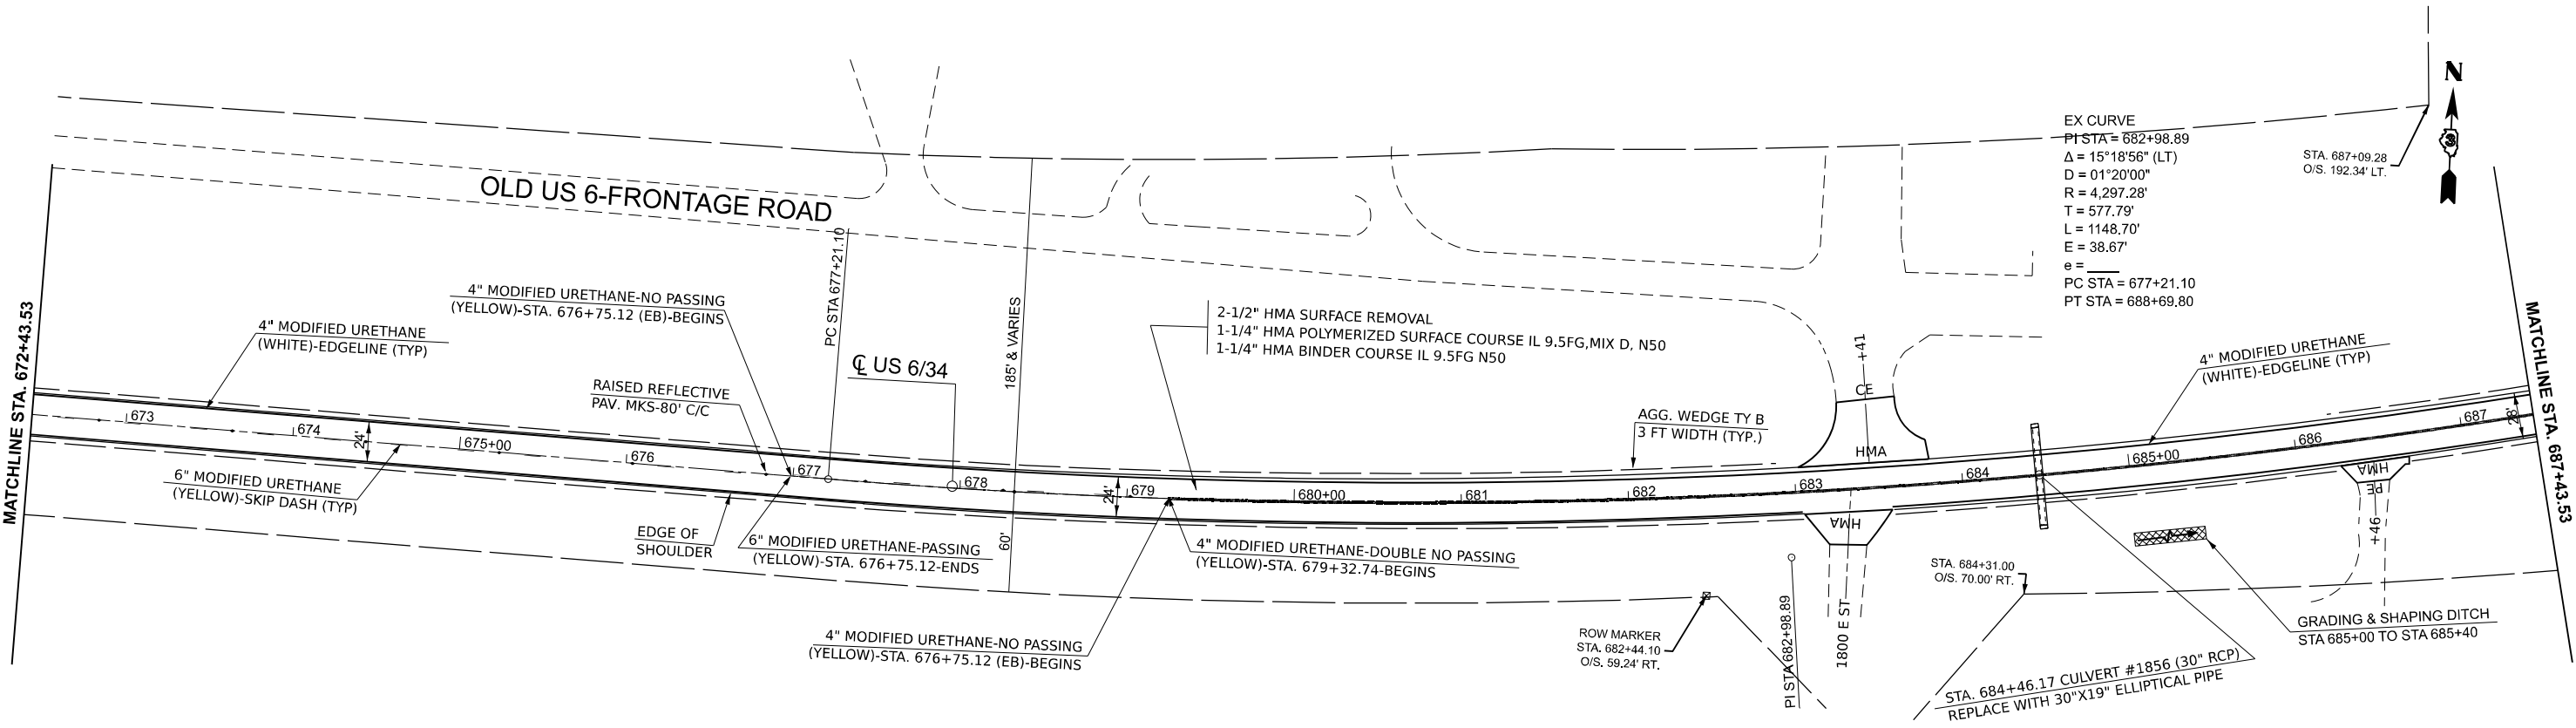 MATCHLINE STA. 672+43.53
OLD US 6-FRONTAGE ROAD
4" MODIFIED URETHANE
(WHITE)-EDGELINE (TYP)
4" MODIFIED URETHANE-NO PASSING
(YELLOW)-STA. 676+75.12 (EB)-BEGINS
RAISED REFLECTIVE
PAV. MKS-80' C/C
PC STA 677+21.10
℄ US 6/34
185' & VARIES
2-1/2" HMA SURFACE REMOVAL
1-1/4" HMA POLYMERIZED SURFACE COURSE IL 9.5FG,MIX D, N50
1-1/4" HMA BINDER COURSE IL 9.5FG N50
AGG. WEDGE TY B
3 FT WIDTH (TYP.)
+41
CE
HMA
EX CURVE
PI STA = 682+98.89
Δ = 15°18'56" (LT)
D = 01°20'00"
R = 4,297.28'
T = 577.79'
L = 1148.70'
E = 38.67'
e = ____
PC STA = 677+21.10
PT STA = 688+69.80
STA. 687+09.28
O/S. 192.34' LT.
N
3
4" MODIFIED URETHANE
(WHITE)-EDGELINE (TYP)
MATCHLINE STA. 687+43.53
673
674
24'
675+00
676
677
678
24'
679
680+00
681
682
683
684
685+00
686
687
28'
6" MODIFIED URETHANE
(YELLOW)-SKIP DASH (TYP)
EDGE OF
SHOULDER
6" MODIFIED URETHANE-PASSING
(YELLOW)-STA. 676+75.12-ENDS
60'
4" MODIFIED URETHANE-DOUBLE NO PASSING
(YELLOW)-STA. 679+32.74-BEGINS
4" MODIFIED URETHANE-NO PASSING
(YELLOW)-STA. 676+75.12 (EB)-BEGINS
ROW MARKER
STA. 682+44.10
O/S. 59.24' RT.
PI STA 682+98.89
HMA
1800 E ST
STA. 684+31.00
O/S. 70.00' RT.
HMA
PE
+46
GRADING & SHAPING DITCH
STA 685+00 TO STA 685+40
STA. 684+46.17 CULVERT #1856 (30" RCP)
REPLACE WITH 30"X19" ELLIPTICAL PIPE